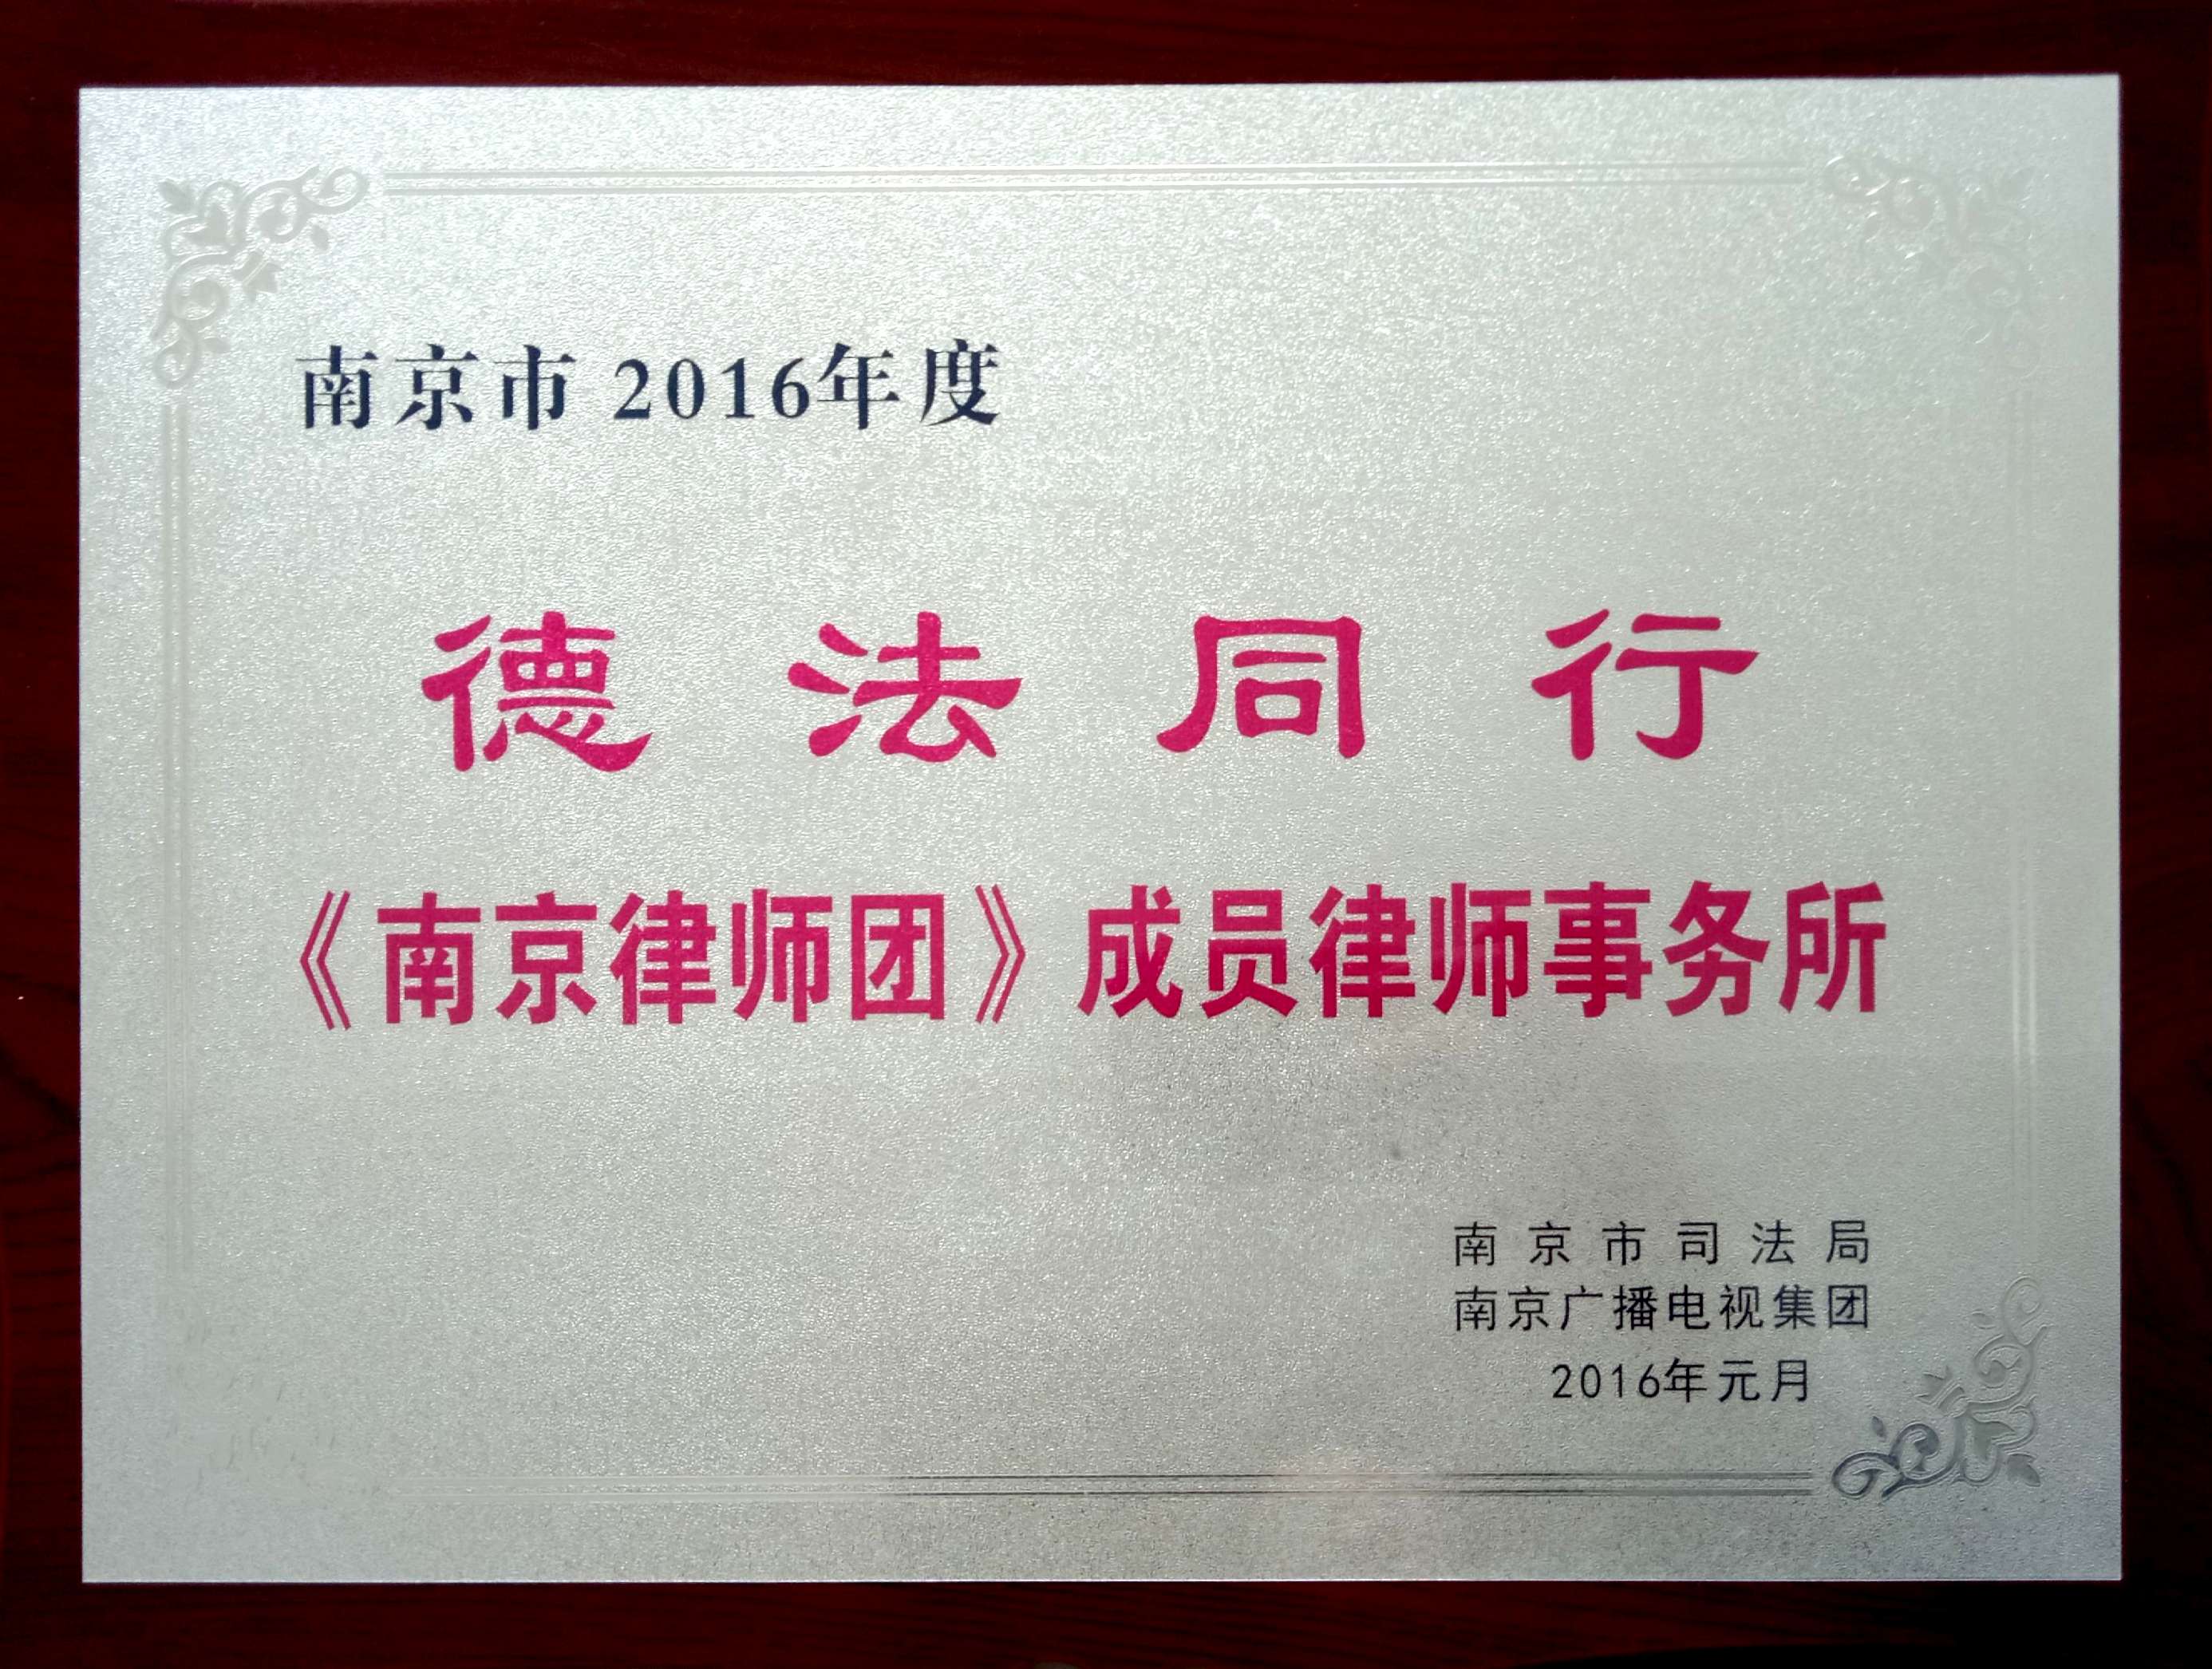 南京市 2016年度
德法同行
《南京律师团》成员律师事务所
南京市司法局
南京广播电视集团
2016年元月